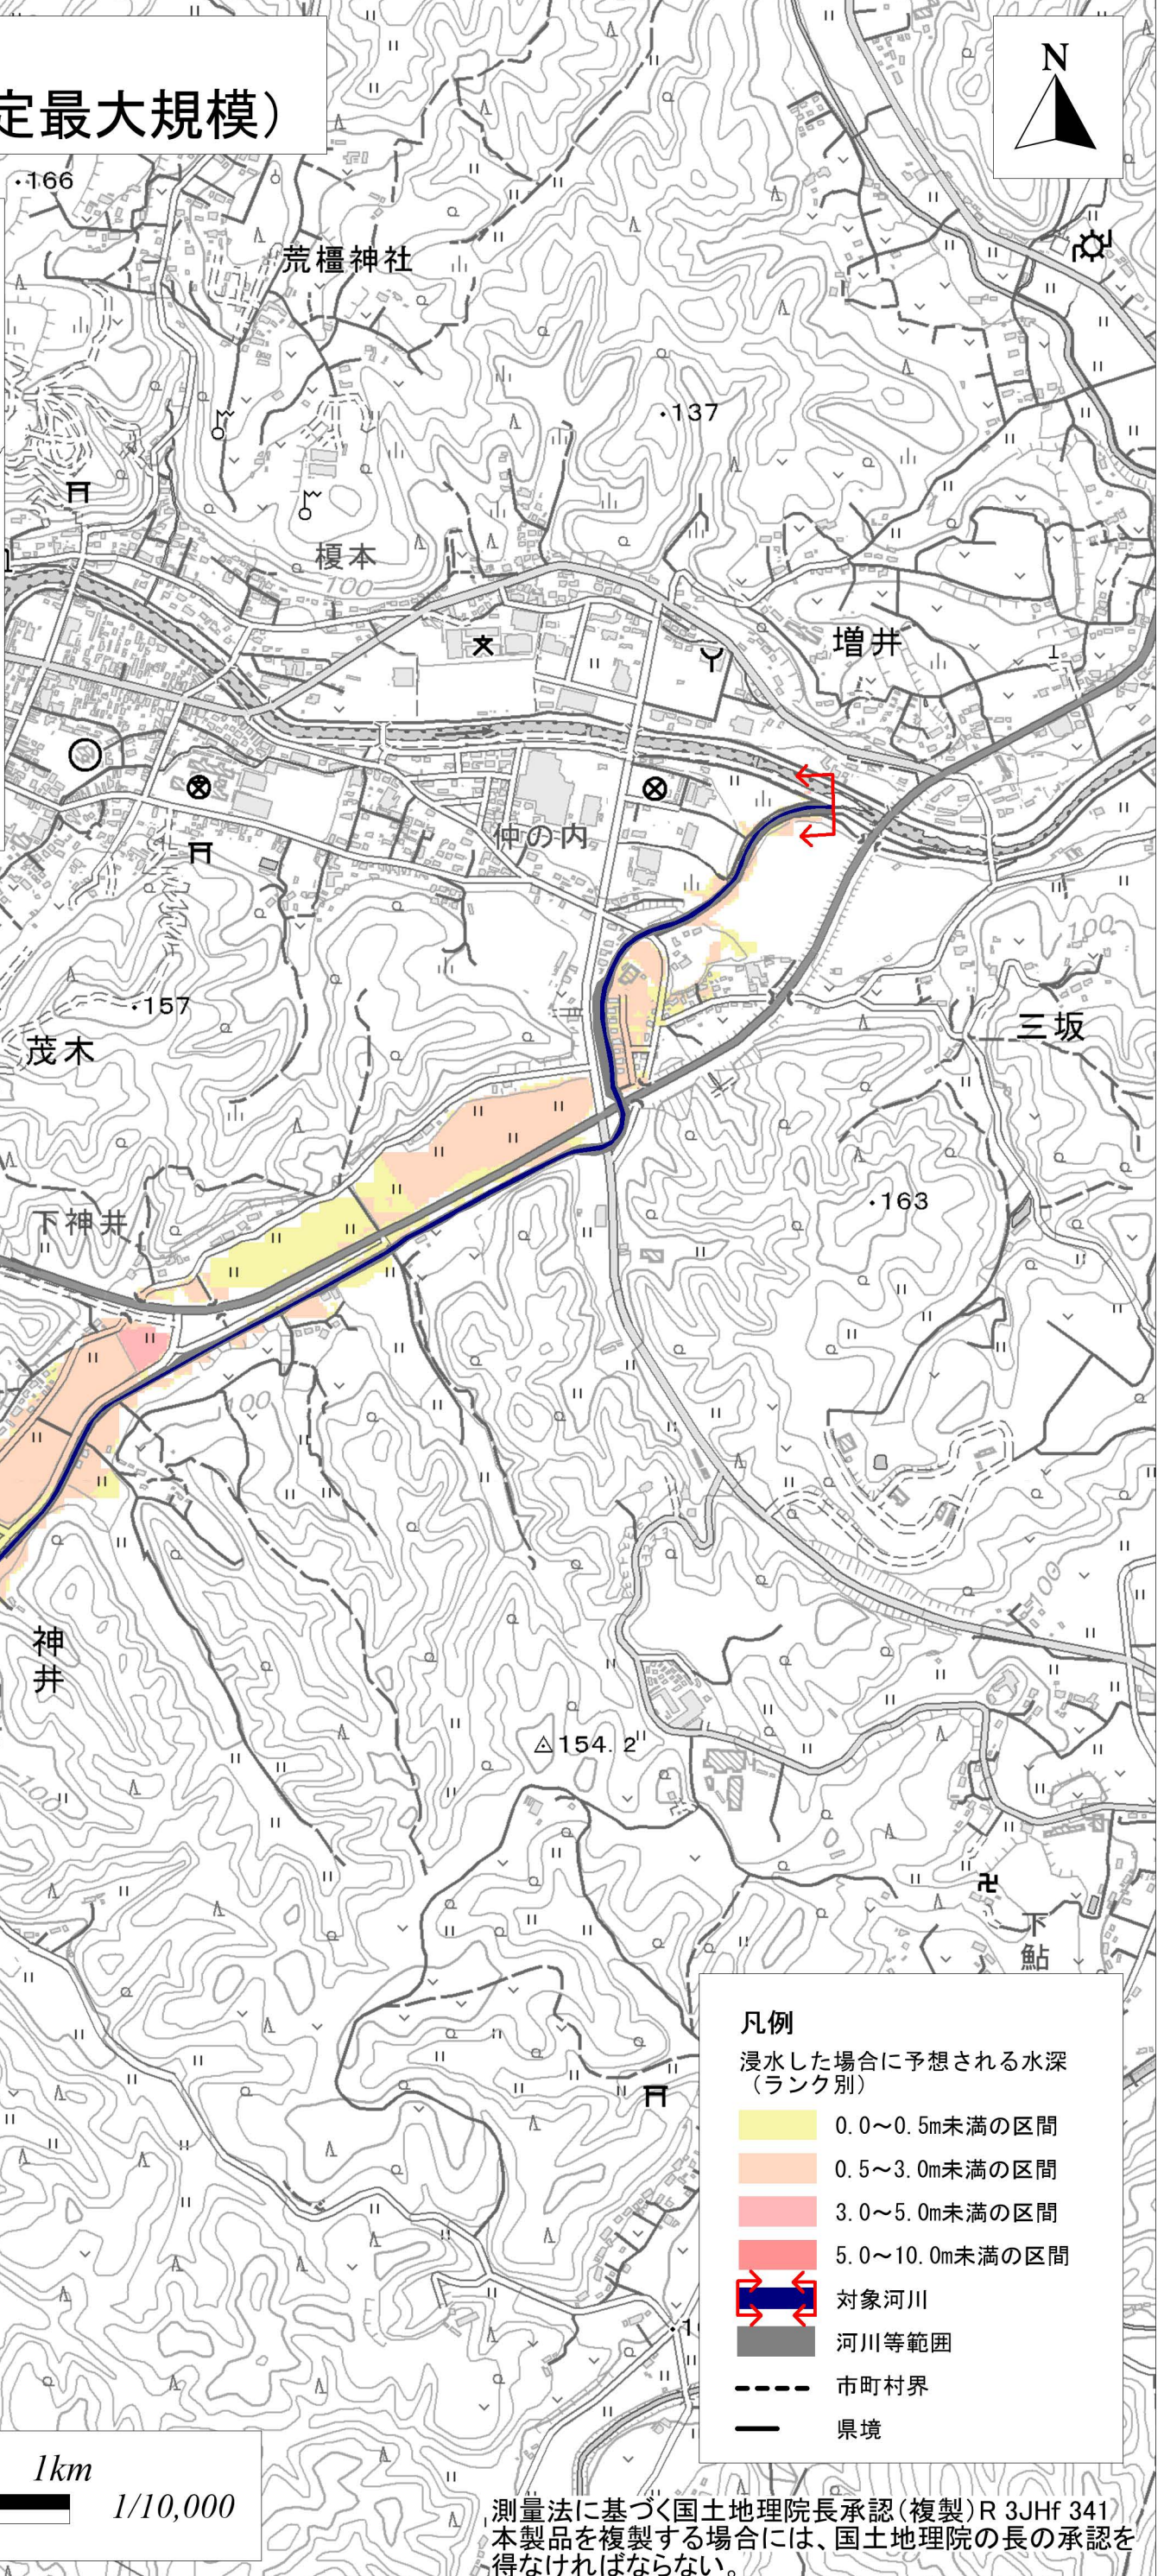 定最大規模）
N
・166
荒橿神社
・137
榎本
100
増井
仲の内
100
・157
茂木
三坂
・163
下神井
100
100
神井
154.2
100
下鮎
凡例
浸水した場合に予想される水深
（ランク別）
0.0～0.5m未満の区間
0.5～3.0m未満の区間
3.0～5.0m未満の区間
5.0～10.0m未満の区間
対象河川
河川等範囲
市町村界
県境
1km
1/10,000
測量法に基づく国土地理院長承認（複製）R 3JHf 341
本製品を複製する場合には、国土地理院の長の承認を
得なければならない。